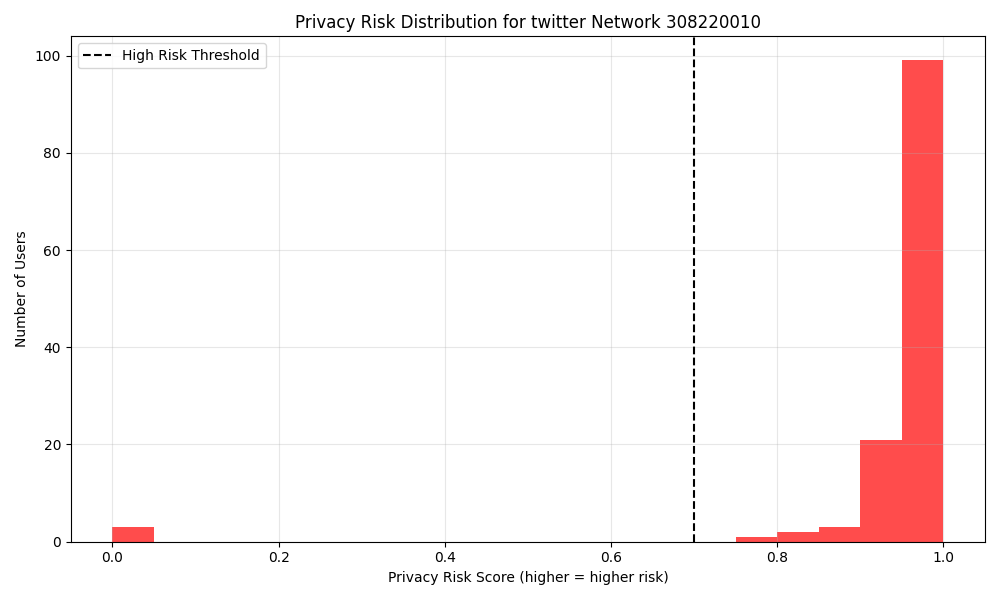 Privacy Risk Distribution for twitter Network 308220010
High Risk Threshold
100
80
60
40
20
0
Number of Users
0.0 0.2 0.4 0.6 0.8 1.0
Privacy Risk Score (higher = higher risk)